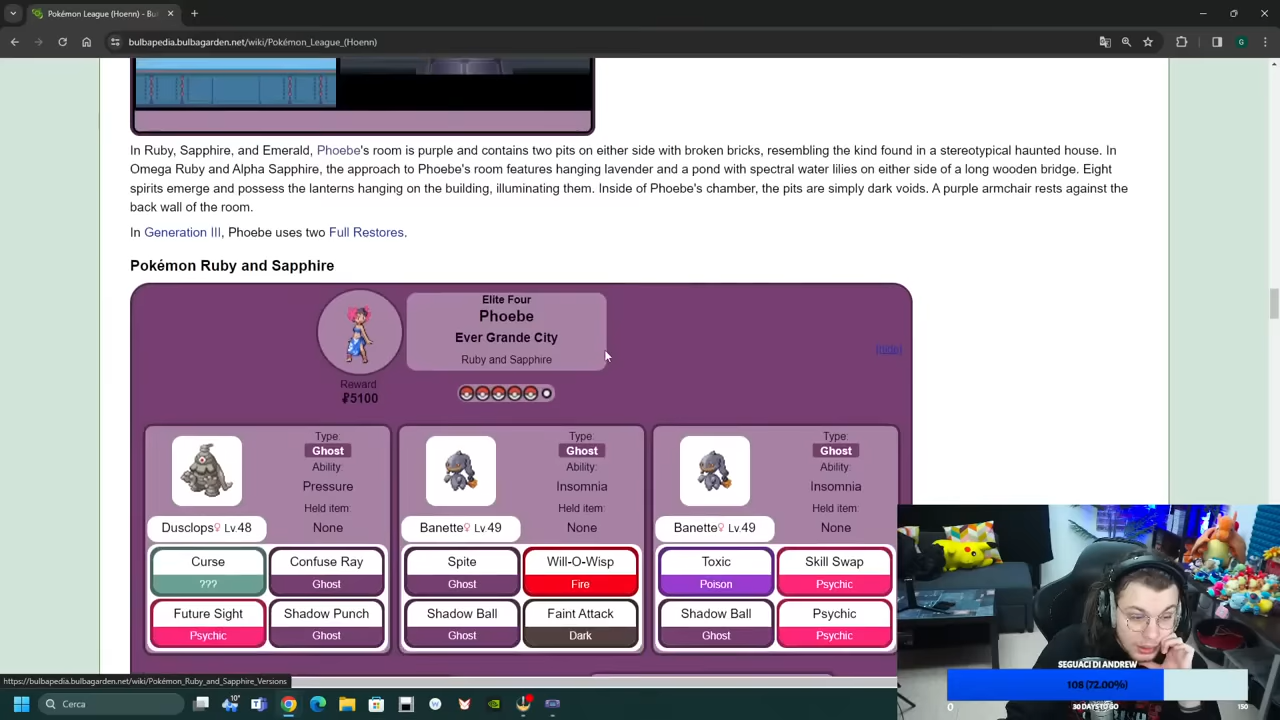 Pokémon League (Hoenn) - Bu
bulbapedia.bulbagarden.net/wiki/Pokémon_League_(Hoenn)
G
In Ruby, Sapphire, and Emerald, Phoebe's room is purple and contains two pits on either side with broken bricks, resembling the kind found in a stereotypical haunted house. In
Omega Ruby and Alpha Sapphire, the approach to Phoebe's room features hanging lavender and a pond with spectral water lilies on either side of a long wooden bridge. Eight
spirits emerge and possess the lanterns hanging on the building, illuminating them. Inside of Phoebe's chamber, the pits are simply dark voids. A purple armchair rests against the
back wall of the room.
In Generation III, Phoebe uses two Full Restores.
Pokémon Ruby and Sapphire
Elite Four
Phoebe
Ever Grande City
Ruby and Sapphire
[hide]
Reward
₽5100
Type:
Ghost
Ability:
Pressure
Held item:
None
Dusclops♀ Lv.48
Curse
???
Confuse Ray
Ghost
Future Sight
Psychic
Shadow Punch
Ghost
Type:
Ghost
Ability:
Insomnia
Held item:
None
Banette♀ Lv.49
Spite
Ghost
Will-O-Wisp
Fire
Shadow Ball
Ghost
Faint Attack
Dark
Type:
Ghost
Ability:
Insomnia
Held item:
None
Banette♀ Lv.49
Toxic
Poison
Skill Swap
Psychic
Shadow Ball
Ghost
Psychic
Psychic
SEGUACI DI ANDREW
108 (72.00%)
0
30 DAYS TO GO
150
https://bulbapedia.bulbagarden.net/wiki/Pokémon_Ruby_and_Sapphire_Versions
Cerca
10°